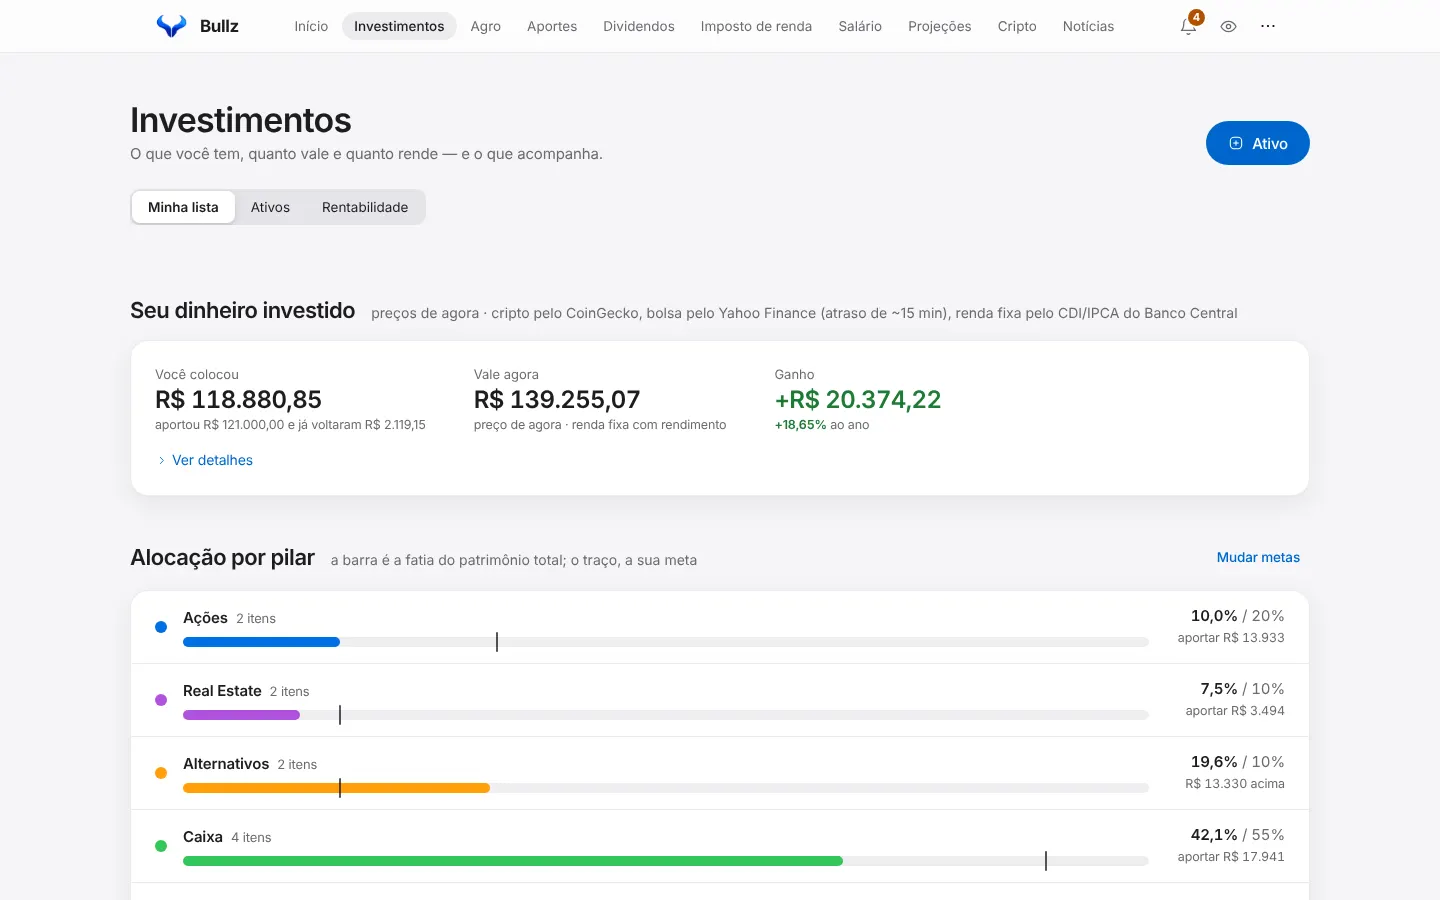 Bullz Início Investimentos Agro Aportes Dividendos Imposto de renda Salário Projeções Cripto Notícias 4
Investimentos
O que você tem, quanto vale e quanto rende — e o que acompanha.
Ativo
Minha lista Ativos Rentabilidade
Seu dinheiro investido preços de agora · cripto pelo CoinGecko, bolsa pelo Yahoo Finance (atraso de ~15 min), renda fixa pelo CDI/IPCA do Banco Central
Você colocou
R$ 118.880,85
aportou R$ 121.000,00 e já voltaram R$ 2.119,15
Vale agora
R$ 139.255,07
preço de agora · renda fixa com rendimento
Ganho
+R$ 20.374,22
+18,65% ao ano
Ver detalhes
Alocação por pilar a barra é a fatia do patrimônio total; o traço, a sua meta
Mudar metas
Ações 2 itens
10,0% / 20%
aportar R$ 13.933
Real Estate 2 itens
7,5% / 10%
aportar R$ 3.494
Alternativos 2 itens
19,6% / 10%
R$ 13.330 acima
Caixa 4 itens
42,1% / 55%
aportar R$ 17.941